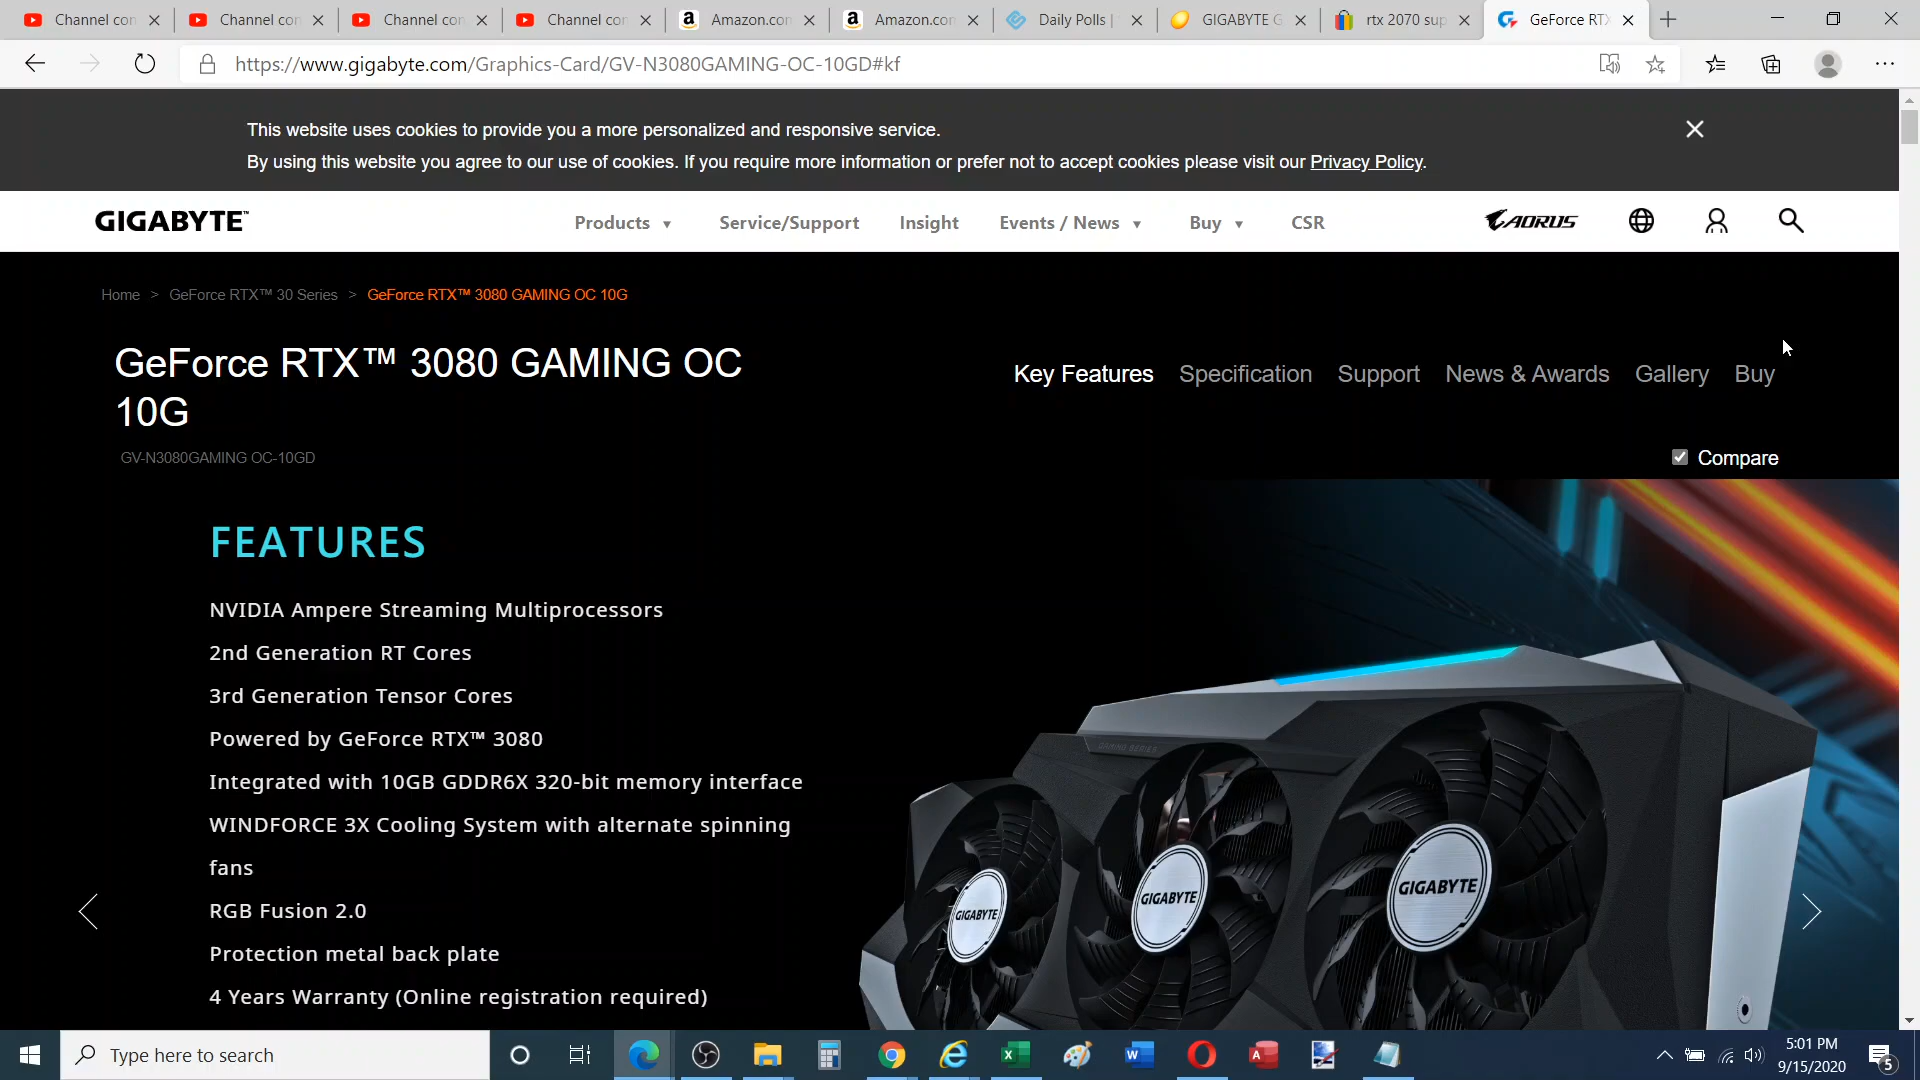 Channel con
Channel con
Channel con
Channel con
Amazon.con
Amazon.con
Daily Polls |
GIGABYTE G
rtx 2070 sup
GeForce RTX
https://www.gigabyte.com/Graphics-Card/GV-N3080GAMING-OC-10GD#kf
This website uses cookies to provide you a more personalized and responsive service.
By using this website you agree to our use of cookies. If you require more information or prefer not to accept cookies please visit our Privacy Policy.
GIGABYTE™
Products
Service/Support
Insight
Events / News
Buy
CSR
AORUS
Home > GeForce RTX™ 30 Series > GeForce RTX™ 3080 GAMING OC 10G
GeForce RTX™ 3080 GAMING OC
10G
Key Features
Specification
Support
News & Awards
Gallery
Buy
GV-N3080GAMING OC-10GD
Compare
FEATURES
NVIDIA Ampere Streaming Multiprocessors
2nd Generation RT Cores
3rd Generation Tensor Cores
Powered by GeForce RTX™ 3080
Integrated with 10GB GDDR6X 320-bit memory interface
WINDFORCE 3X Cooling System with alternate spinning
fans
RGB Fusion 2.0
Protection metal back plate
4 Years Warranty (Online registration required)
GAMING SERIES
GIGABYTE
GIGABYTE
GIGABYTE
Type here to search
5:01 PM
9/15/2020
5